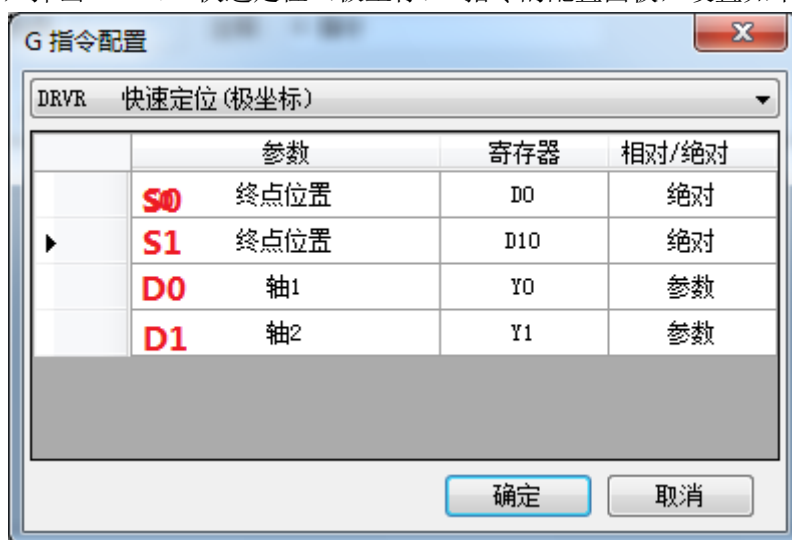 G 指令配置
DRVR 快速定位(极坐标)
参数 寄存器 相对/绝对
S0 终点位置 D0 绝对
S1 终点位置 D10 绝对
D0 轴1 Y0 参数
D1 轴2 Y1 参数
确定 取消